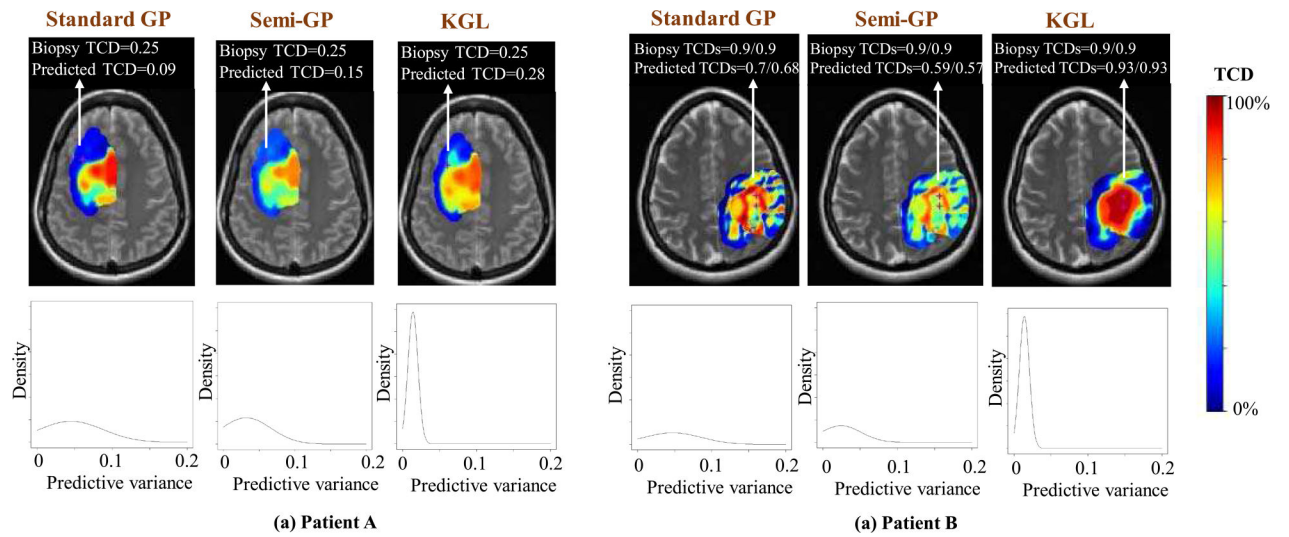 Standard GP
Semi-GP
KGL
Biopsy TCD=0.25
Predicted TCD=0.09
Biopsy TCD=0.25
Predicted TCD=0.15
Biopsy TCD=0.25
Predicted TCD=0.28
Density
0 0.1 0.2
Predictive variance
Density
0 0.1 0.2
Predictive variance
Density
0 0.1 0.2
Predictive variance
(a) Patient A
Standard GP
Semi-GP
KGL
Biopsy TCDs=0.9/0.9
Predicted TCDs=0.7/0.68
Biopsy TCDs=0.9/0.9
Predicted TCDs=0.59/0.57
Biopsy TCDs=0.9/0.9
Predicted TCDs=0.93/0.93
Density
0 0.1 0.2
Predictive variance
Density
0 0.1 0.2
Predictive variance
Density
0 0.1 0.2
Predictive variance
(a) Patient B
TCD
100%
0%